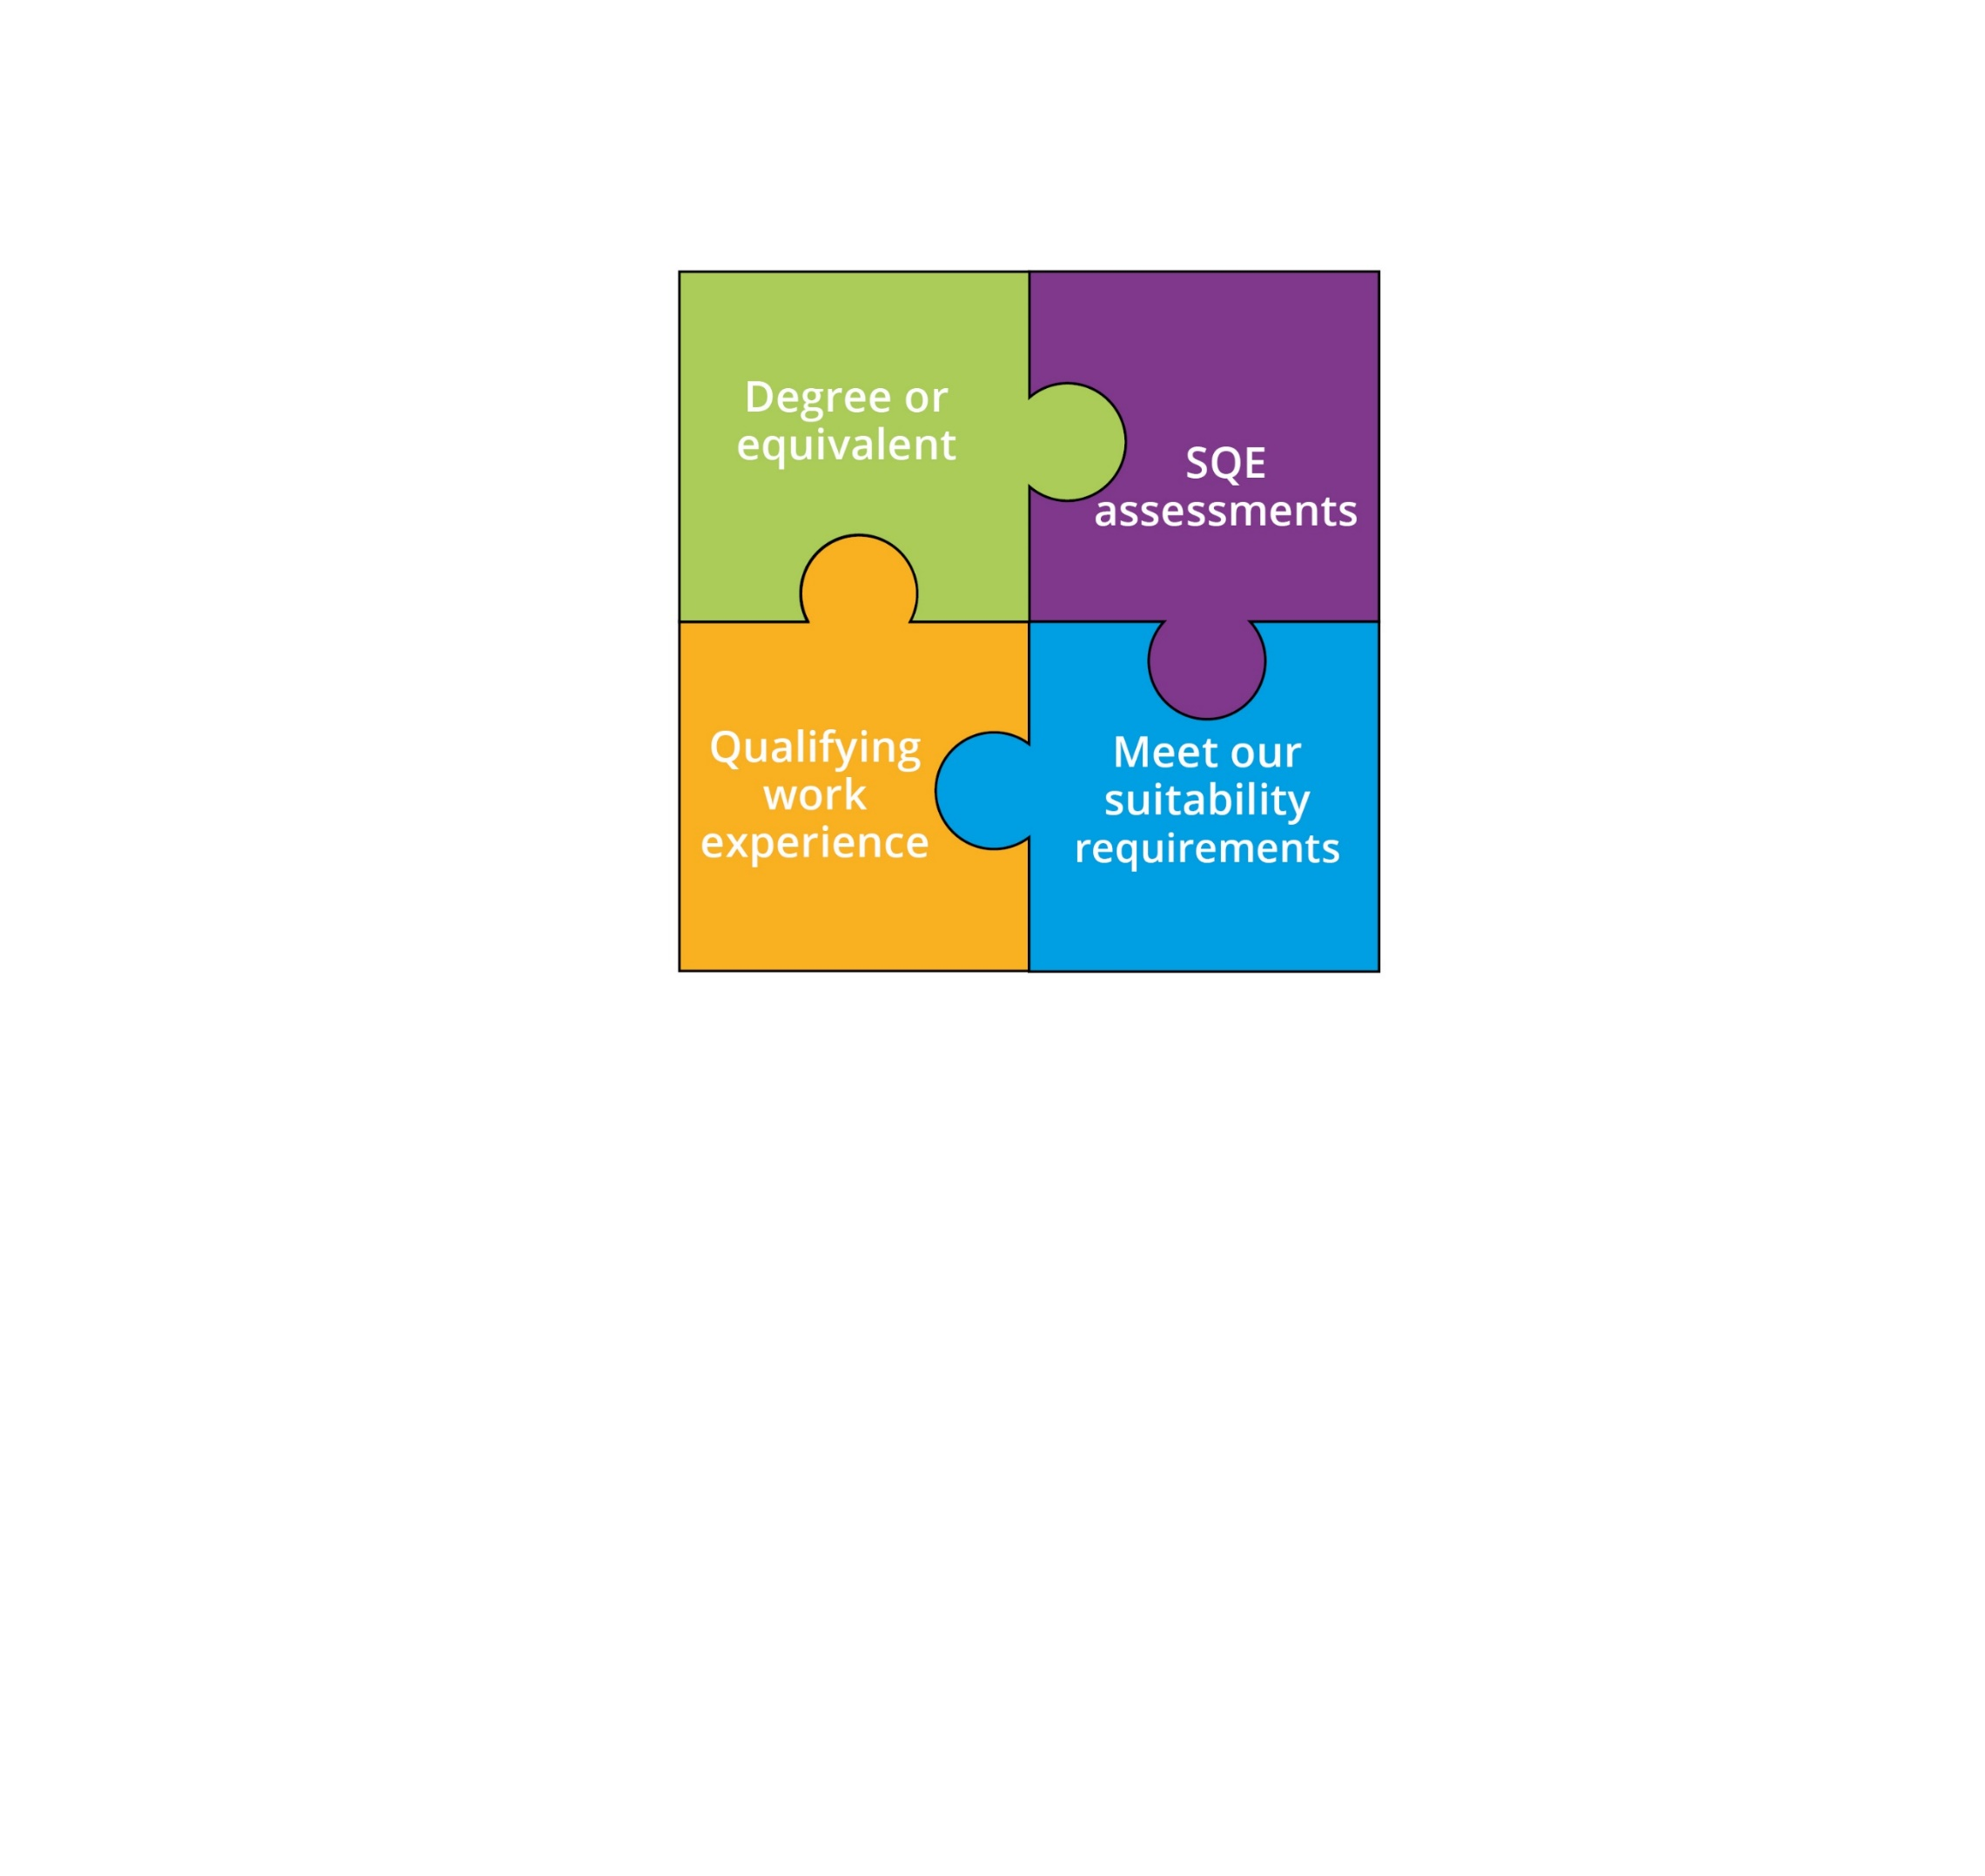 Degree or
equivalent
SQE
assessments
Qualifying
work
experience
Meet our
suitability
requirements